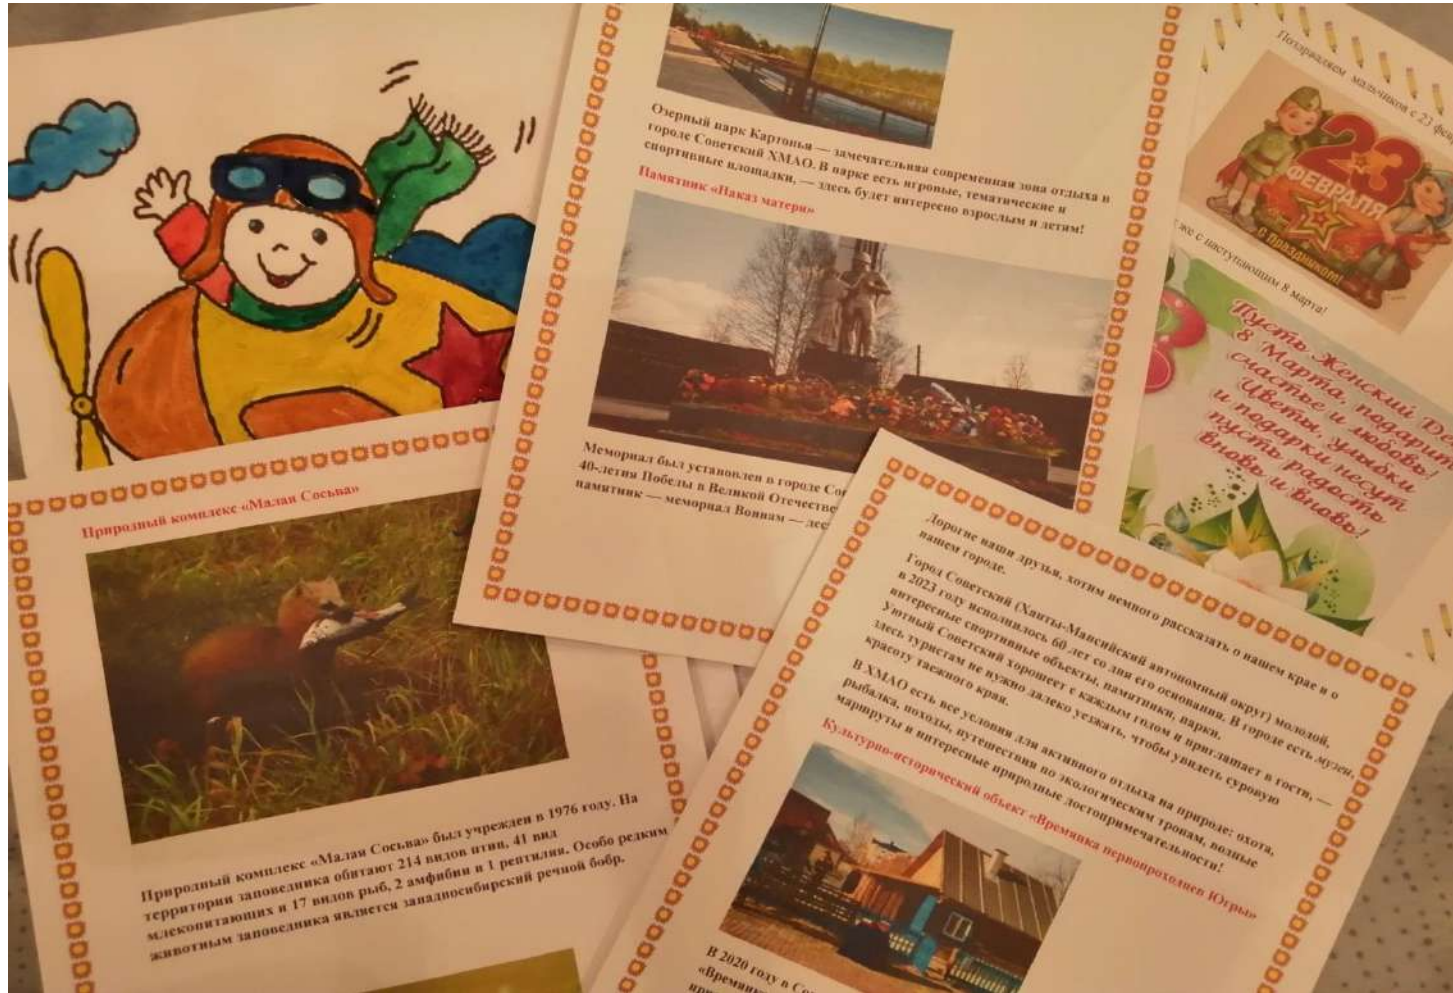 Озерный парк Картопья — замечательная современная зона отдыха в
городе Советский ХМАО. В парке есть игровые, тематические и
спортивные площадки, — здесь будет интересно взрослым и детям!
Памятник «Наказ матери»
Мемориал был установлен в городе Со
40-летия Победы в Великой Отечестве
памятник — мемориал Воинам — дес
Поздравляем мальчиков с 23 фев
23
ФЕВРАЛЯ
С Праздником!
же с наступающим 8 марта!
8
Пусть Женский Де
8 Марта, подарит
счастье и любовь!
Цветы, улыбки
и подарки несут
пусть радость
вновь и вновь!
Природный комплекс «Малая Сосьва»
Природный комплекс «Малая Сосьва» был учрежден в 1976 году. На
территории заповедника обитают 214 видов птиц, 41 вид
млекопитающих и 17 видов рыб, 2 амфибии и 1 рептилия. Особо редким
животным заповедника является западносибирский речной бобр.
Дорогие наши друзья, хотим немного рассказать о нашем крае и о
нашем городе.
Город Советский (Ханты-Мансийский автономный округ) молодой,
в 2023 году исполнилось 60 лет со дня его основания. В городе есть музеи,
интересные спортивные объекты, памятники, парки.
Уютный Советский хорошеет с каждым годом и приглашает в гости, —
здесь туристам не нужно далеко уезжать, чтобы увидеть суровую
красоту таежного края.
В ХМАО есть все условия для активного отдыха на природе: охота,
рыбалка, походы, путешествия по экологическим тропам, водные
маршруты и интересные природные достопримечательности!
Культурно-исторический объект «Времянка первопроходцев Югры»
В 2020 году в Со
«Времянк